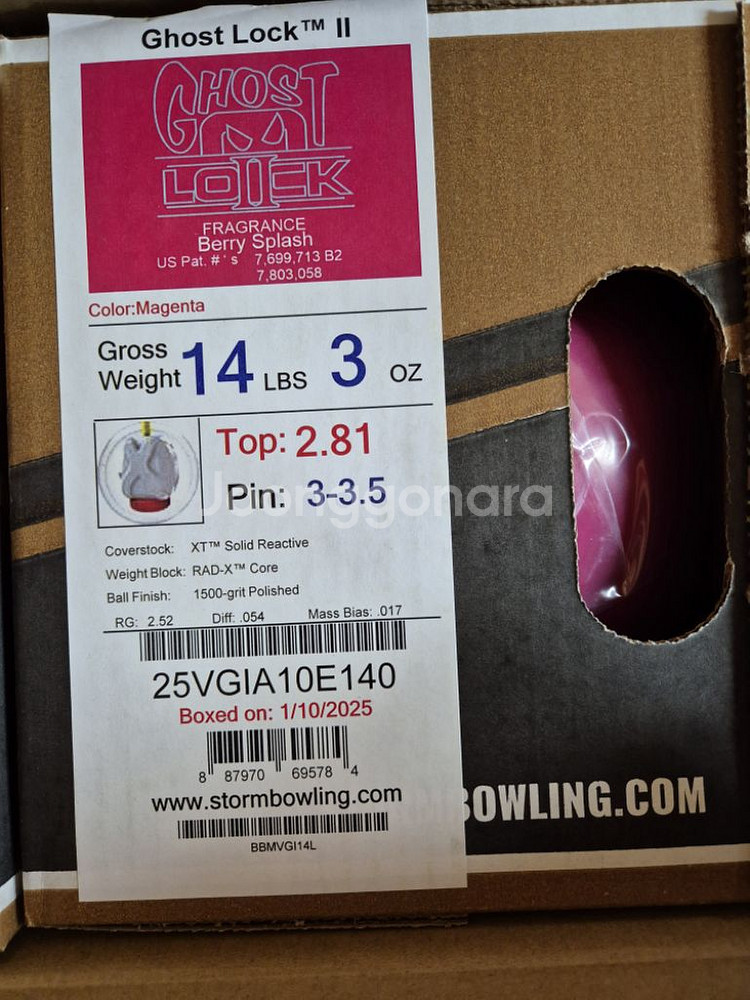 Ghost Lock™ II
GHOST
LOIICK
FRAGRANCE
Berry Splash
US Pat. #'s 7,699,713 B2
7,803,058
Color:Magenta
Gross
Weight 14 LBS 3 OZ
Top: 2.81
Pin: 3-3.5
Joonggonara
Coverstock: XT™ Solid Reactive
Weight Block: RAD-X™ Core
Ball Finish: 1500-grit Polished
RG: 2.52 Diff: .054 Mass Bias: .017
25VGIA10E140
Boxed on: 1/10/2025
8 87970 69578 4
www.stormbowling.com
BOWLING.COM
BBMVGI14L